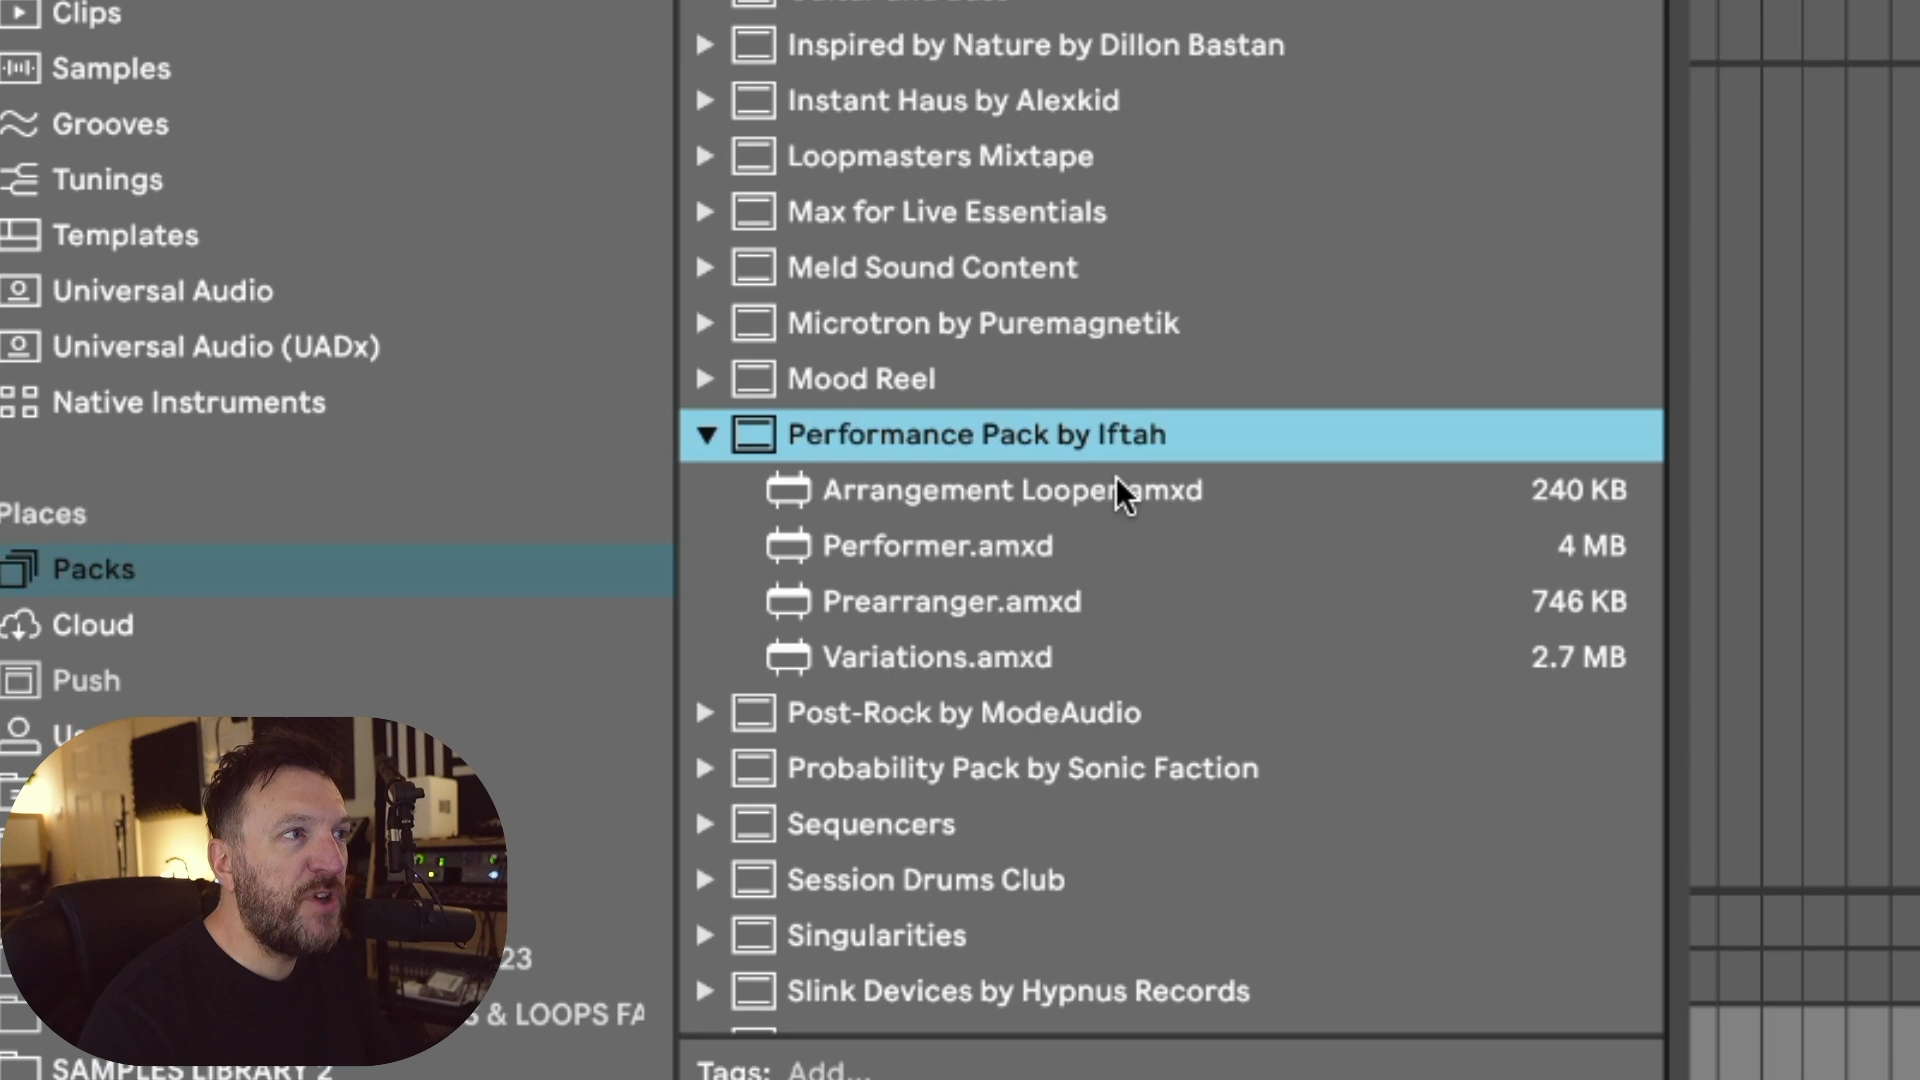 Clips
Samples
Grooves
Tunings
Templates
Universal Audio
Universal Audio (UADx)
Native Instruments
Places
Packs
Cloud
Push
23
& LOOPS FA
SAMPLES LIBRARY 2
Inspired by Nature by Dillon Bastan
Instant Haus by Alexkid
Loopmasters Mixtape
Max for Live Essentials
Meld Sound Content
Microtron by Puremagnetik
Mood Reel
Performance Pack by Iftah
Arrangement Looper.amxd 240 KB
Performer.amxd 4 MB
Prearranger.amxd 746 KB
Variations.amxd 2.7 MB
Post-Rock by ModeAudio
Probability Pack by Sonic Faction
Sequencers
Session Drums Club
Singularities
Slink Devices by Hypnus Records
Tags: Add...